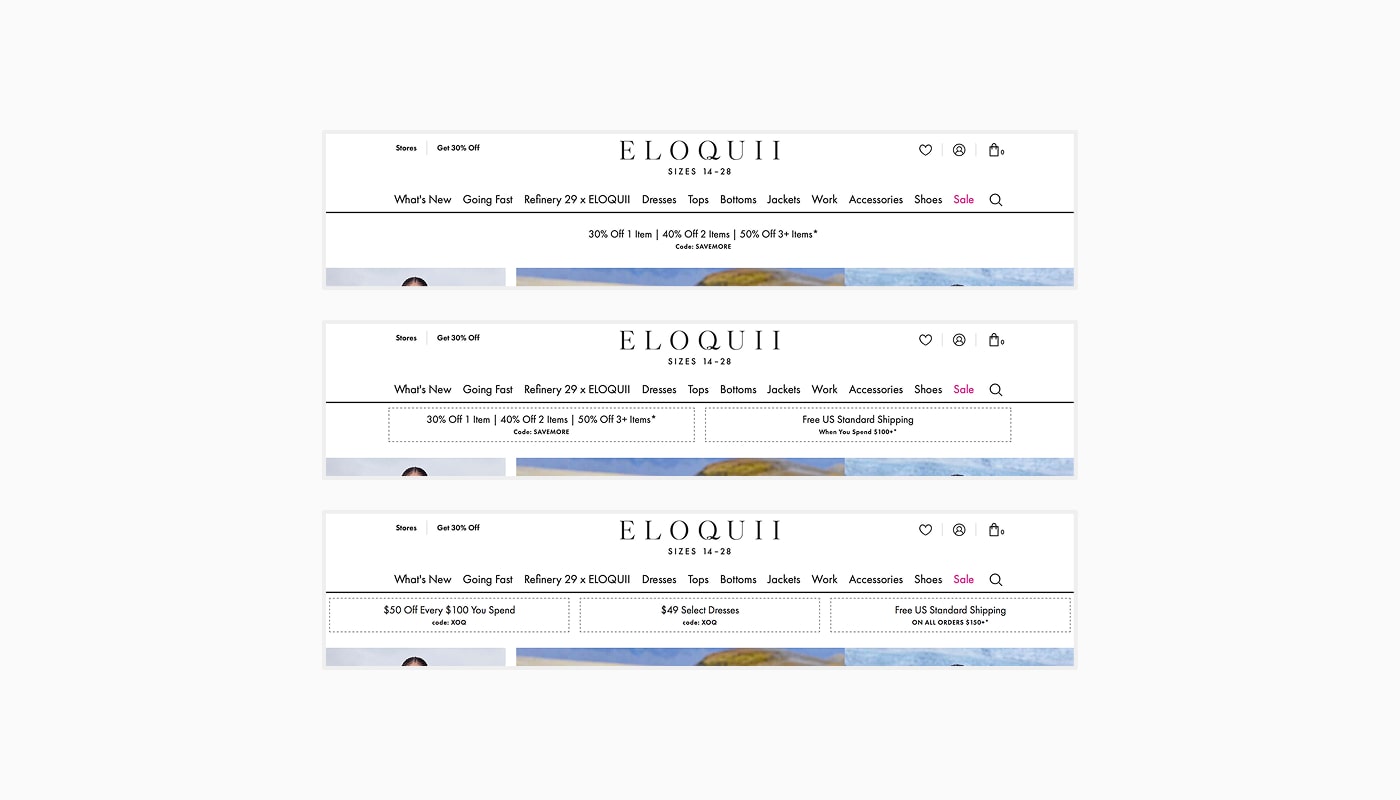 Stores Get 30% Off
ELOQUII
SIZES 14-28
0
What's New Going Fast Refinery 29 x ELOQUII Dresses Tops Bottoms Jackets Work Accessories Shoes Sale
30% Off 1 Item | 40% Off 2 Items | 50% Off 3+ Items*
Code: SAVEMORE
Stores Get 30% Off
ELOQUII
SIZES 14-28
0
What's New Going Fast Refinery 29 x ELOQUII Dresses Tops Bottoms Jackets Work Accessories Shoes Sale
30% Off 1 Item | 40% Off 2 Items | 50% Off 3+ Items*
Code: SAVEMORE
Free US Standard Shipping
When You Spend $100+*
Stores Get 30% Off
ELOQUII
SIZES 14-28
0
What's New Going Fast Refinery 29 x ELOQUII Dresses Tops Bottoms Jackets Work Accessories Shoes Sale
$50 Off Every $100 You Spend
code: XOQ
$49 Select Dresses
code: XOQ
Free US Standard Shipping
ON ALL ORDERS $150+*